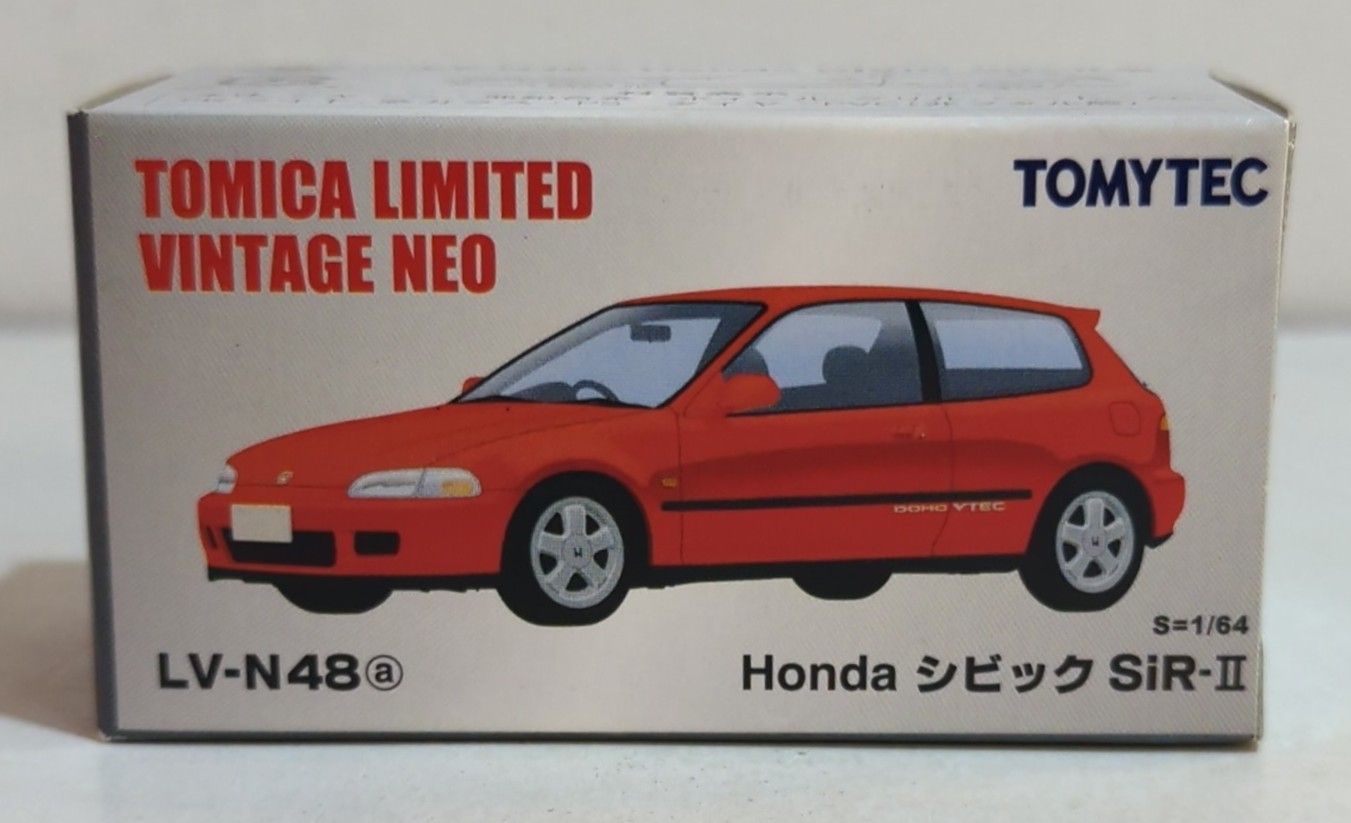 TOMICA LIMITED
VINTAGE NEO
TOMYTEC
DOHC VTEC
S=1/64
LV-N48ⓐ
Honda シビック SiR-Ⅱ